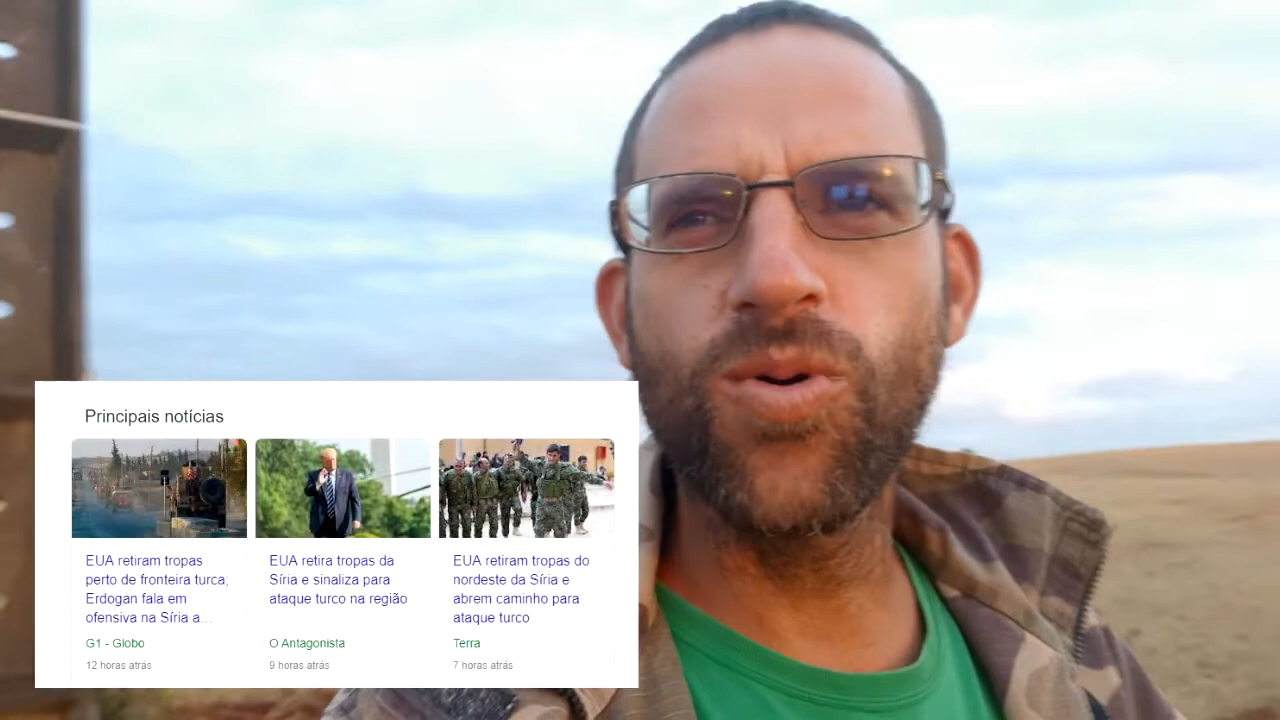 Principais notícias
EUA retiram tropas
perto de fronteira turca;
Erdogan fala em
ofensiva na Síria a...
G1 - Globo
12 horas atrás
EUA retira tropas da
Síria e sinaliza para
ataque turco na região
O Antagonista
9 horas atrás
EUA retiram tropas do
nordeste da Síria e
abrem caminho para
ataque turco
Terra
7 horas atrás